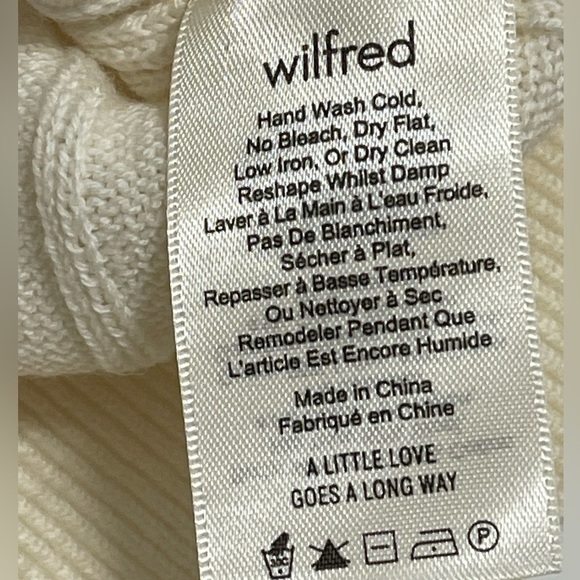 wilfred
Hand Wash Cold,
No Bleach, Dry Flat,
Low Iron, Or Dry Clean
Reshape Whilst Damp
Laver à La Main à L'eau Froide,
Pas De Blanchiment,
Sécher à Plat,
Repasser à Basse Température,
Ou Nettoyer à Sec
Remodeler Pendant Que
L'article Est Encore Humide
Made in China
Fabriqué en Chine
A LITTLE LOVE
GOES A LONG WAY
P